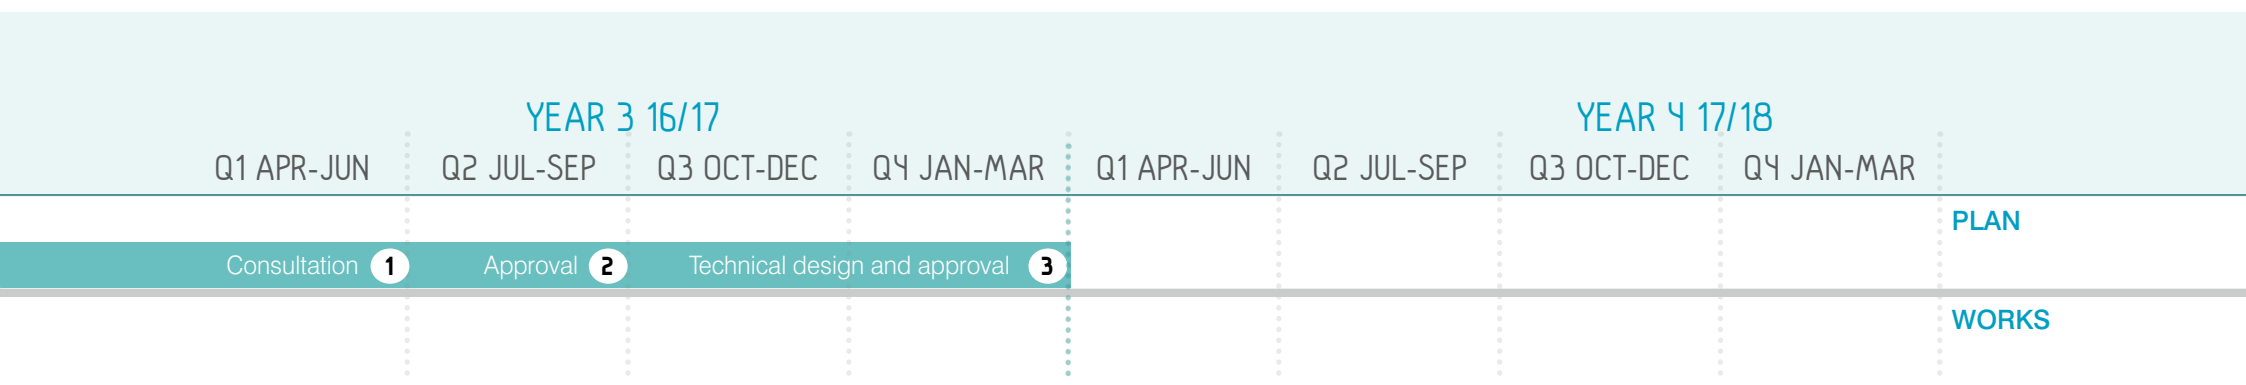 YEAR 3 16/17 YEAR 4 17/18
Q1 APR-JUN Q2 JUL-SEP Q3 OCT-DEC Q4 JAN-MAR Q1 APR-JUN Q2 JUL-SEP Q3 OCT-DEC Q4 JAN-MAR
PLAN
Consultation 1 Approval 2 Technical design and approval 3
WORKS